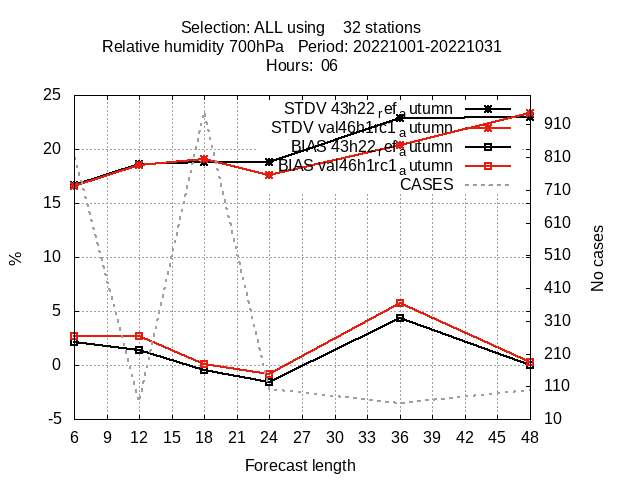 Selection: ALL using    32 stations
Relative humidity 700hPa   Period: 20221001-20221031
Hours:  06
STDV 43h22_ref_autumn
STDV val46h1rc1_autumn
BIAS 43h22_ref_autumn
BIAS val46h1rc1_autumn
CASES
25
20
15
10
5
0
-5
%
910
810
710
610
510
410
310
210
110
10
No cases
6 9 12 15 18 21 24 27 30 33 36 39 42 45 48
Forecast length